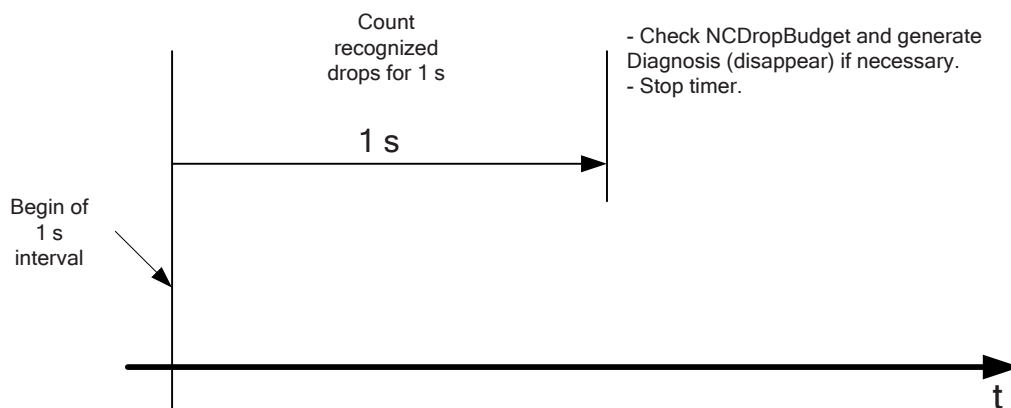 Count
recognized
drops for 1 s
- Check NCDropBudget and generate
Diagnosis (disappear) if necessary.
- Stop timer.
1 s
Begin of
1 s
interval
t